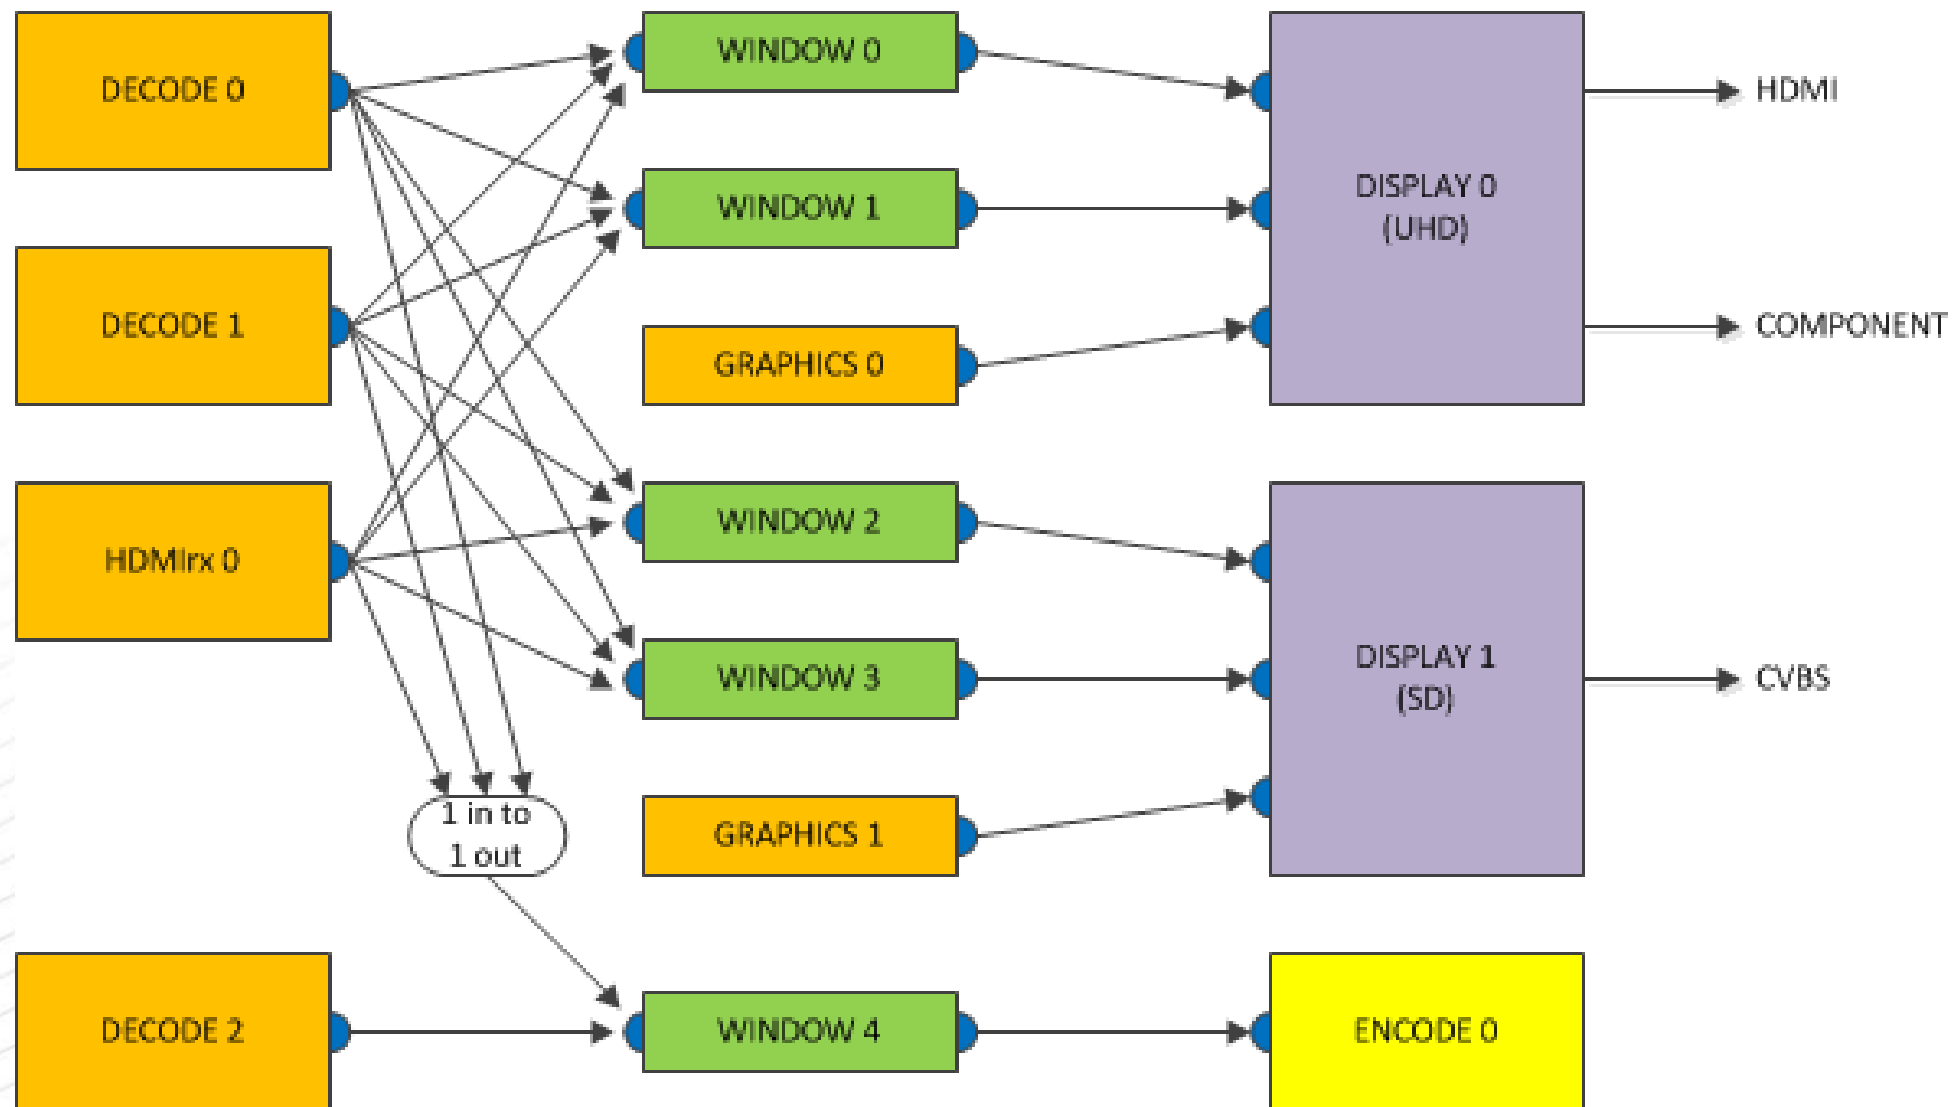 DECODE 0
WINDOW 0
HDMI
WINDOW 1
DISPLAY 0
(UHD)
DECODE 1
GRAPHICS 0
COMPONENT
HDMIrx 0
WINDOW 2
WINDOW 3
DISPLAY 1
(SD)
CVBS
1 in to
1 out
GRAPHICS 1
DECODE 2
WINDOW 4
ENCODE 0